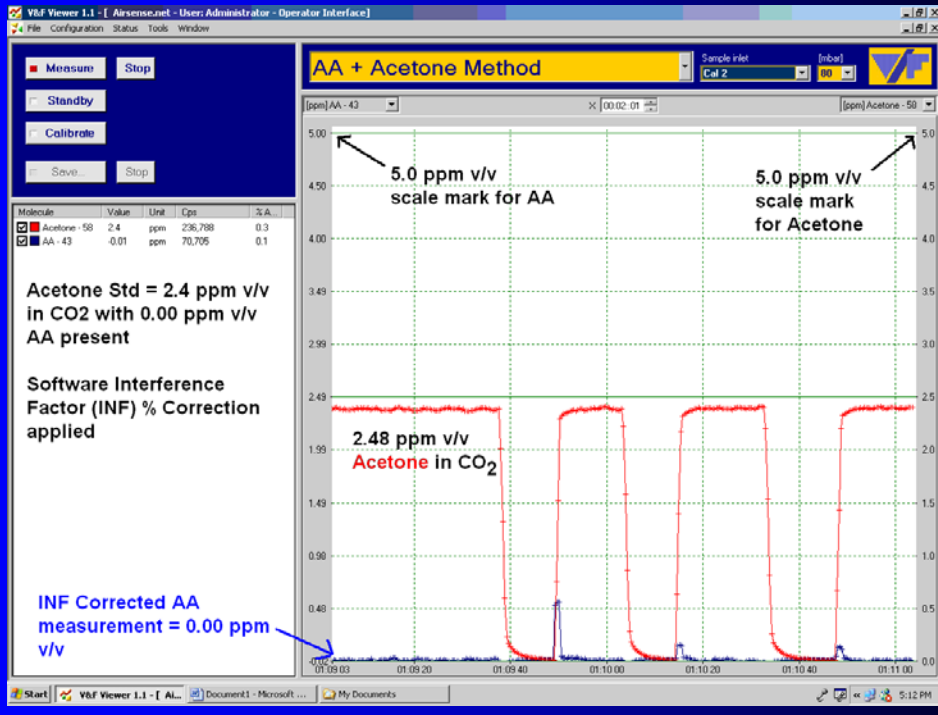 V&F Viewer 1.1 - [ Airsense.net - User: Administrator - Operator Interface]
File Configuration Status Tools Window
Measure Stop
Standby
Calibrate
Save... Stop
AA + Acetone Method
Sample inlet [mbar]
Cal 2 00
V/F
[ppm] AA - 43 X 00:02:01 [ppm] Acetone - 58
Molecule Value Unit Cps % A...
Acetone - 58 2.4 ppm 236,788 0.3
AA - 43 -0.01 ppm 70,705 0.1
Acetone Std = 2.4 ppm v/v
in CO2 with 0.00 ppm v/v
AA present
Software Interference
Factor (INF) % Correction
applied
INF Corrected AA
measurement = 0.00 ppm
v/v
5.00 5.0
5.0 ppm v/v
scale mark for AA
5.0 ppm v/v
scale mark
for Acetone
4.50 4.5
4.00 4.0
3.49 3.5
2.99 3.0
2.49 2.5
2.48 ppm v/v
Acetone in CO2
1.99 2.0
1.49 1.5
0.98 1.0
0.48 0.5
-0.02 0.0
01:09 03 01:09 20 01:09 40 01:10 00 01:10 20 01:10 40 01:11 00
Start V&F Viewer 1.1 - [ Ai... Document1 - Microsoft ... My Documents 5:12 PM